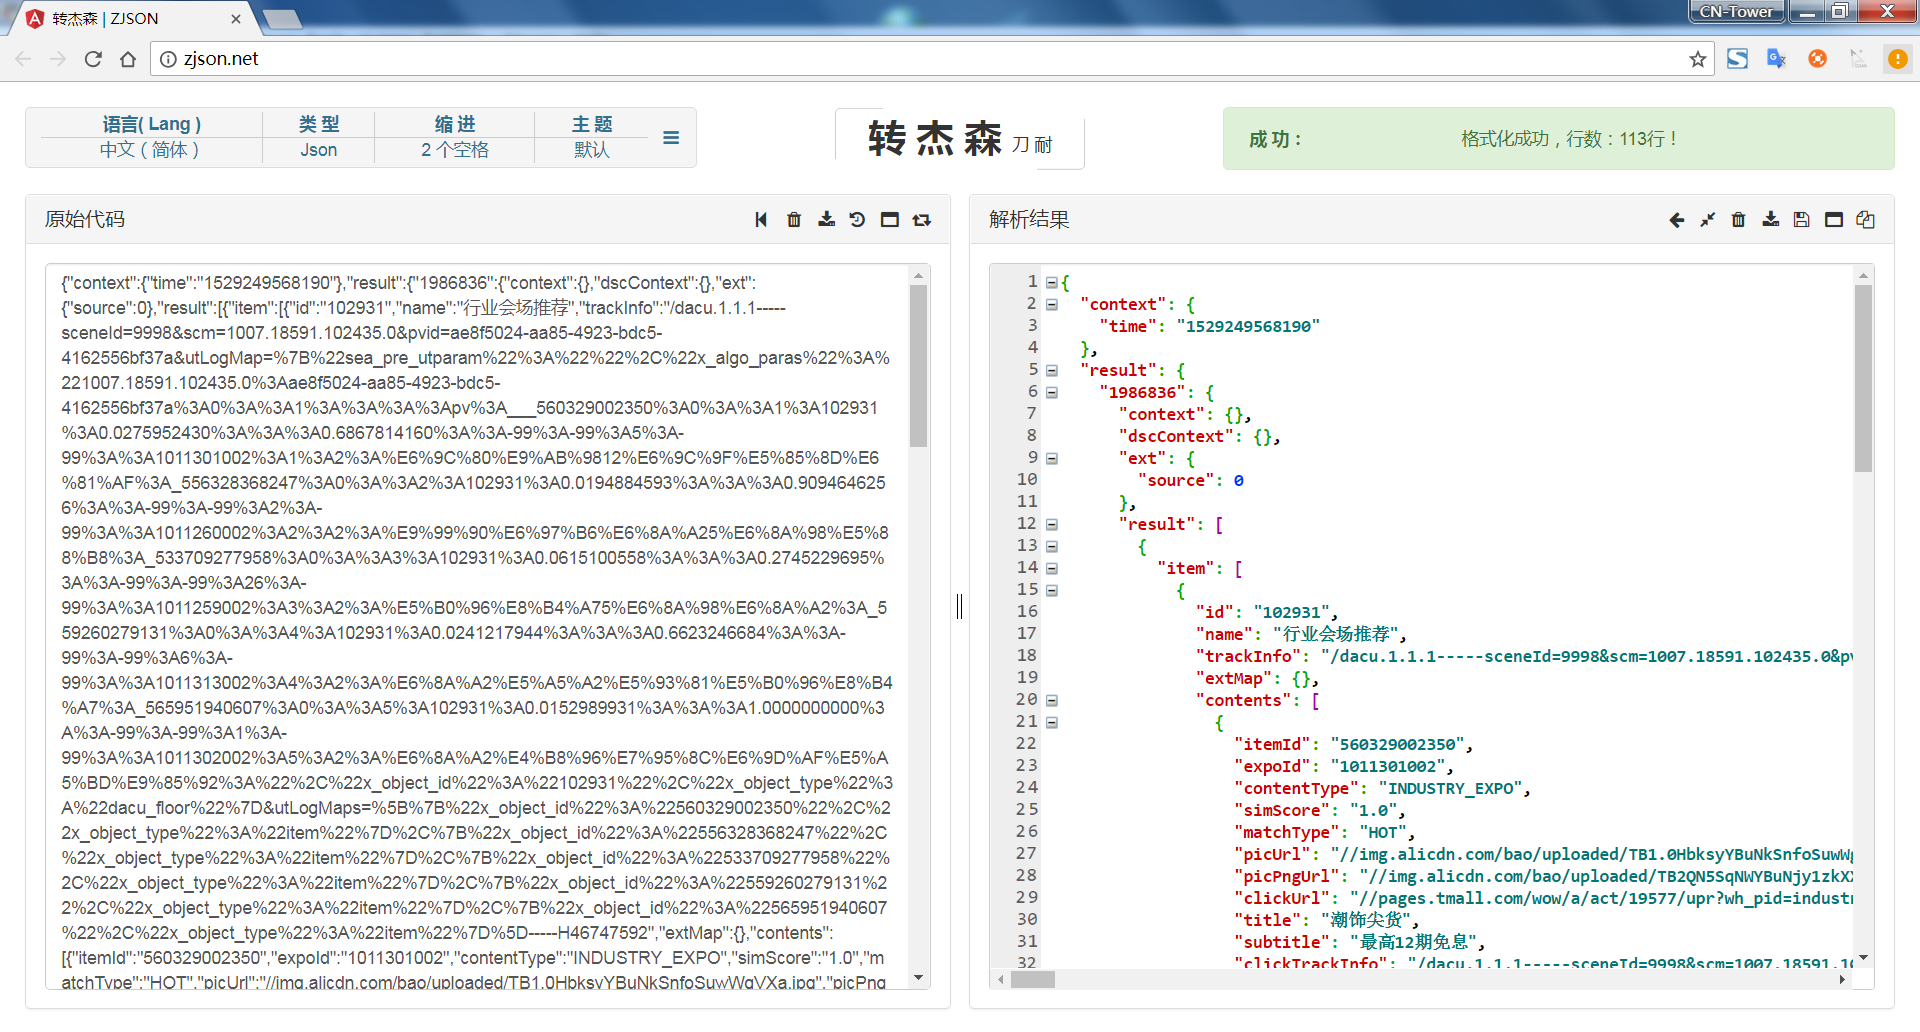 转杰森 | ZJSON
CN-Tower
zjson.net
语言( Lang )
类 型
缩 进
主 题
中文 ( 简体 )
Json
2 个空格
默认
转 杰 森 刀 耐
成 功 :
格式化成功，行数：113行！
原始代码
{"context":{"time":"1529249568190"},"result":{"1986836":{"context":{},"dscContext":{},"ext":
{"source":0},"result":[{"item":[{"id":"102931","name":"行业会场推荐","trackInfo":"/dacu.1.1.1-----
sceneId=9998&scm=1007.18591.102435.0&pvid=ae8f5024-aa85-4923-bdc5-
4162556bf37a&utLogMap=%7B%22sea_pre_utparam%22%3A%22%22%2C%22x_algo_paras%22%3A%
221007.18591.102435.0%3Aae8f5024-aa85-4923-bdc5-
4162556bf37a%3A0%3A%3A1%3A%3A%3A%3Apv%3A___560329002350%3A0%3A%3A1%3A102931
%3A0.0275952430%3A%3A%3A0.6867814160%3A%3A-99%3A-99%3A5%3A-
99%3A%3A1011301002%3A1%3A2%3A%E6%9C%80%E9%AB%9812%E6%9C%9F%E5%85%8D%E6
%81%AF%3A_556328368247%3A0%3A%3A2%3A102931%3A0.0194884593%3A%3A%3A0.909464625
6%3A%3A-99%3A-99%3A2%3A-
99%3A%3A1011260002%3A2%3A2%3A%E9%99%90%E6%97%B6%E6%8A%A25%E6%8A%98%E5%8
8%B8%3A_533709277958%3A0%3A%3A3%3A102931%3A0.0615100558%3A%3A%3A0.2745229695%
3A%3A-99%3A-99%3A26%3A-
99%3A%3A1011259002%3A3%3A2%3A%E5%B0%96%E8%B4%A75%E6%8A%98%E6%8A%A2%3A_5
59260279131%3A0%3A%3A4%3A102931%3A0.0241217944%3A%3A%3A0.6623246684%3A%3A-
99%3A-99%3A6%3A-
99%3A%3A1011313002%3A4%3A2%3A%E6%8A%A2%E5%A5%A2%E5%93%81%E5%B0%96%E8%B4
%A7%3A_565951940607%3A0%3A%3A5%3A102931%3A0.0152989931%3A%3A%3A1.0000000000%3
A%3A-99%3A-99%3A1%3A-
99%3A%3A1011302002%3A5%3A2%3A%E6%8A%A2%E4%B8%96%E7%95%8C%E6%9D%AF%E5%A
5%BD%E9%85%92%3A%22%2C%22x_object_id%22%3A%22102931%22%2C%22x_object_type%22%3
A%22dacu_floor%22%7D&utLogMaps=%5B%7B%22x_object_id%22%3A%22560329002350%22%2C%2
2x_object_type%22%3A%22item%22%7D%2C%7B%22x_object_id%22%3A%22556328368247%22%2C
%22x_object_type%22%3A%22item%22%7D%2C%7B%22x_object_id%22%3A%22533709277958%22%
2C%22x_object_type%22%3A%22item%22%7D%2C%7B%22x_object_id%22%3A%22559260279131%2
2%2C%22x_object_type%22%3A%22item%22%7D%2C%7B%22x_object_id%22%3A%22565951940607
%22%2C%22x_object_type%22%3A%22item%22%7D%5D-----H46747592","extMap":{},"contents":
[{"itemId":"560329002350","expoId":"1011301002","contentType":"INDUSTRY_EXPO","simScore":"1.0","m
atchType":"HOT","picUrl":"//img.alicdn.com/bao/uploaded/TB1.0HbksyYBuNkSnfoSuwWgVXa.jpg","picPng
解析结果
1 {
2 "context": {
3 "time": "1529249568190"
4 },
5 "result": {
6 "1986836": {
7 "context": {},
8 "dscContext": {},
9 "ext": {
10 "source": 0
11 },
12 "result": [
13 {
14 "item": [
15 {
16 "id": "102931",
17 "name": "行业会场推荐",
18 "trackInfo": "/dacu.1.1.1-----sceneId=9998&scm=1007.18591.102435.0&pv
19 "extMap": {},
20 "contents": [
21 {
22 "itemId": "560329002350",
23 "expoId": "1011301002",
24 "contentType": "INDUSTRY_EXPO",
25 "simScore": "1.0",
26 "matchType": "HOT",
27 "picUrl": "//img.alicdn.com/bao/uploaded/TB1.0HbksyYBuNkSnfoSuwWg
28 "picPngUrl": "//img.alicdn.com/bao/uploaded/TB2QN5SqNWYBuNjy1zkXX
29 "clickUrl": "//pages.tmall.com/wow/a/act/19577/upr?wh_pid=industr
30 "title": "潮饰尖货",
31 "subtitle": "最高12期免息",
32 "clickTrackInfo": "/dacu.1.1.1-----sceneId=9998&scm=1007.18591.10